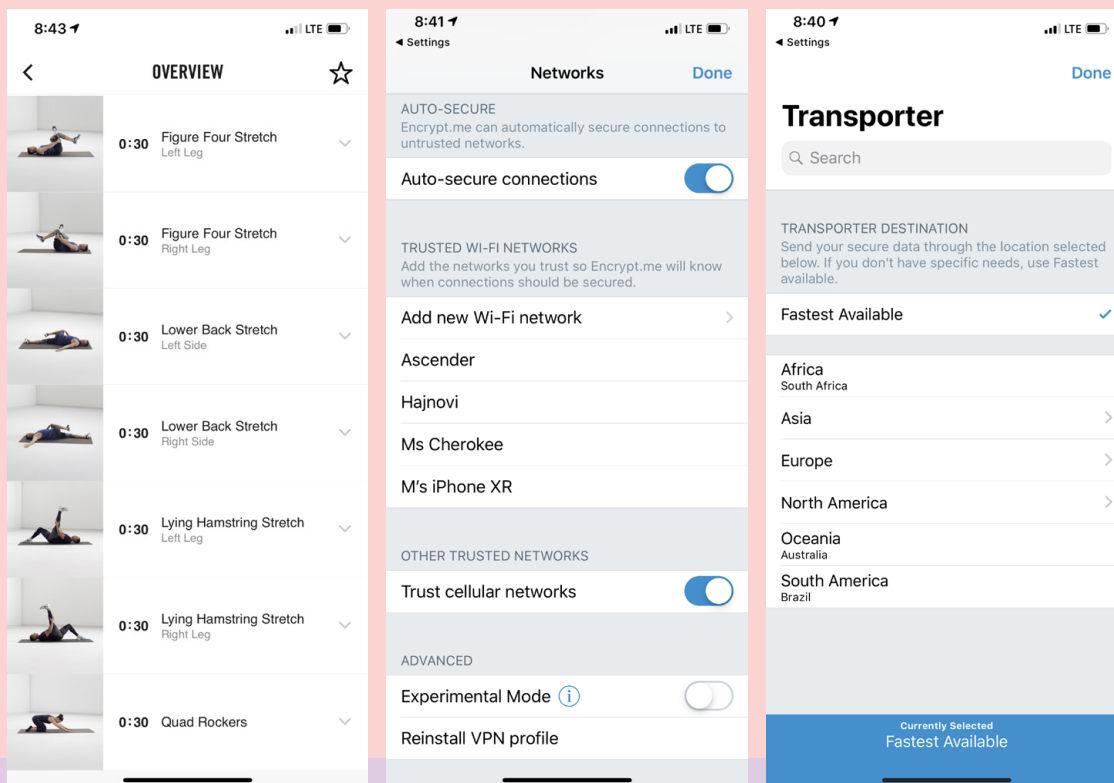 8:43
LTE
OVERVIEW
0:30 Figure Four Stretch
Left Leg
0:30 Figure Four Stretch
Right Leg
0:30 Lower Back Stretch
Left Side
0:30 Lower Back Stretch
Right Side
0:30 Lying Hamstring Stretch
Left Leg
0:30 Lying Hamstring Stretch
Right Leg
0:30 Quad Rockers
8:41
LTE
Settings
Networks
Done
AUTO-SECURE
Encrypt.me can automatically secure connections to
untrusted networks.
Auto-secure connections
TRUSTED WI-FI NETWORKS
Add the networks you trust so Encrypt.me will know
when connections should be secured.
Add new Wi-Fi network
Ascender
Hajnovi
Ms Cherokee
M's iPhone XR
OTHER TRUSTED NETWORKS
Trust cellular networks
ADVANCED
Experimental Mode
Reinstall VPN profile
8:40
LTE
Settings
Done
Transporter
Search
TRANSPORTER DESTINATION
Send your secure data through the location selected
below. If you don't have specific needs, use Fastest
available.
Fastest Available
Africa
South Africa
Asia
Europe
North America
Oceania
Australia
South America
Brazil
Currently Selected
Fastest Available